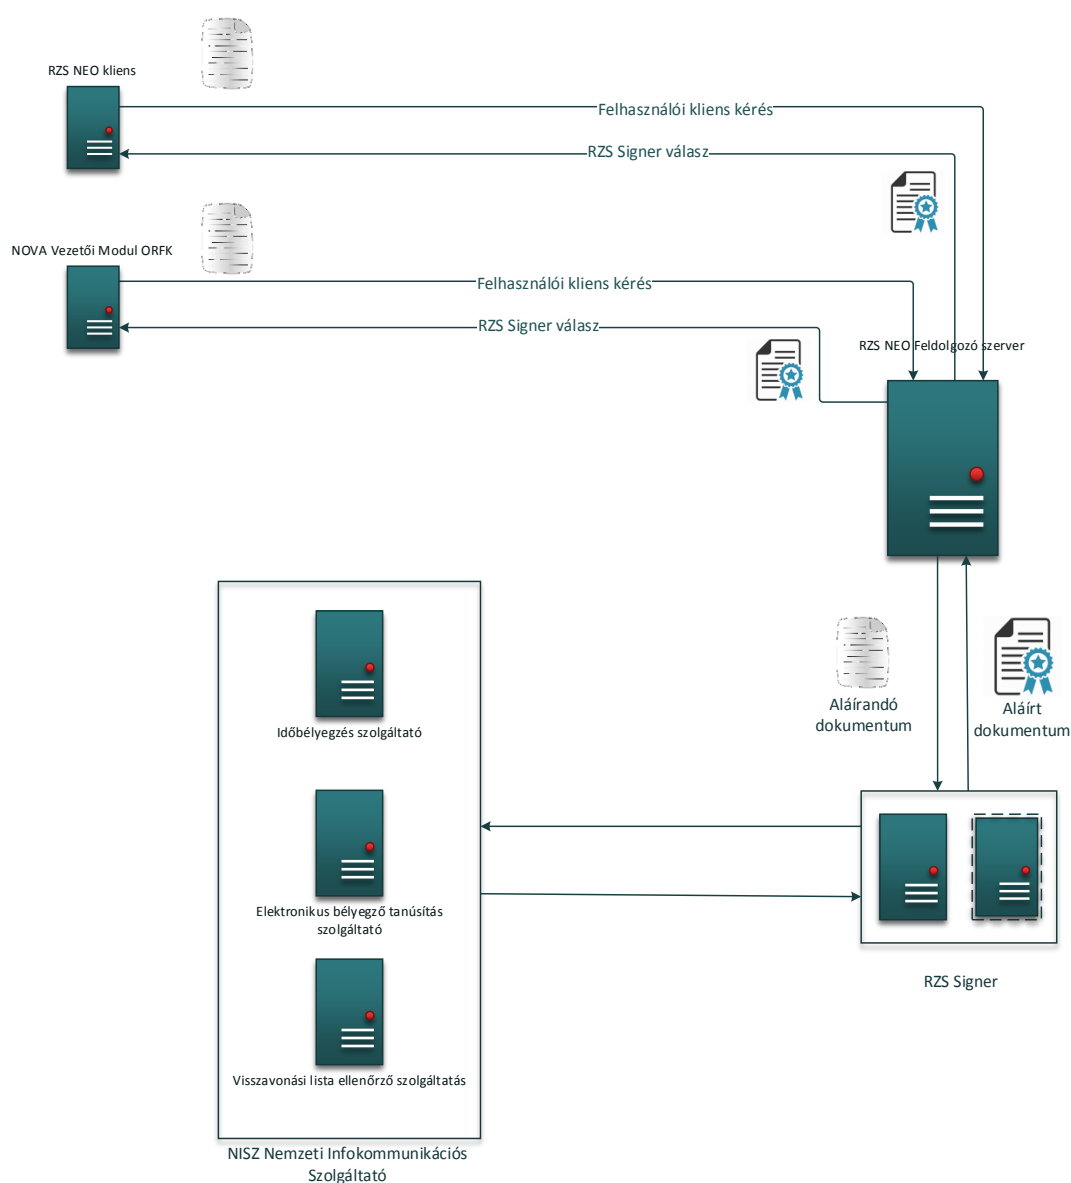 RZS NEO kliens
Felhasználói kliens kérés
RZS Signer válasz
NOVA Vezetői Modul ORFK
Felhasználói kliens kérés
RZS Signer válasz
RZS NEO Feldolgozó szerver
Aláírandó
dokumentum
Aláírt
dokumentum
Időbélyegzés szolgáltató
Elektronikus bélyegző tanúsítás
szolgáltató
RZS Signer
Visszavonási lista ellenőrző szolgáltatás
NISZ Nemzeti Infokommunikációs
Szolgáltató